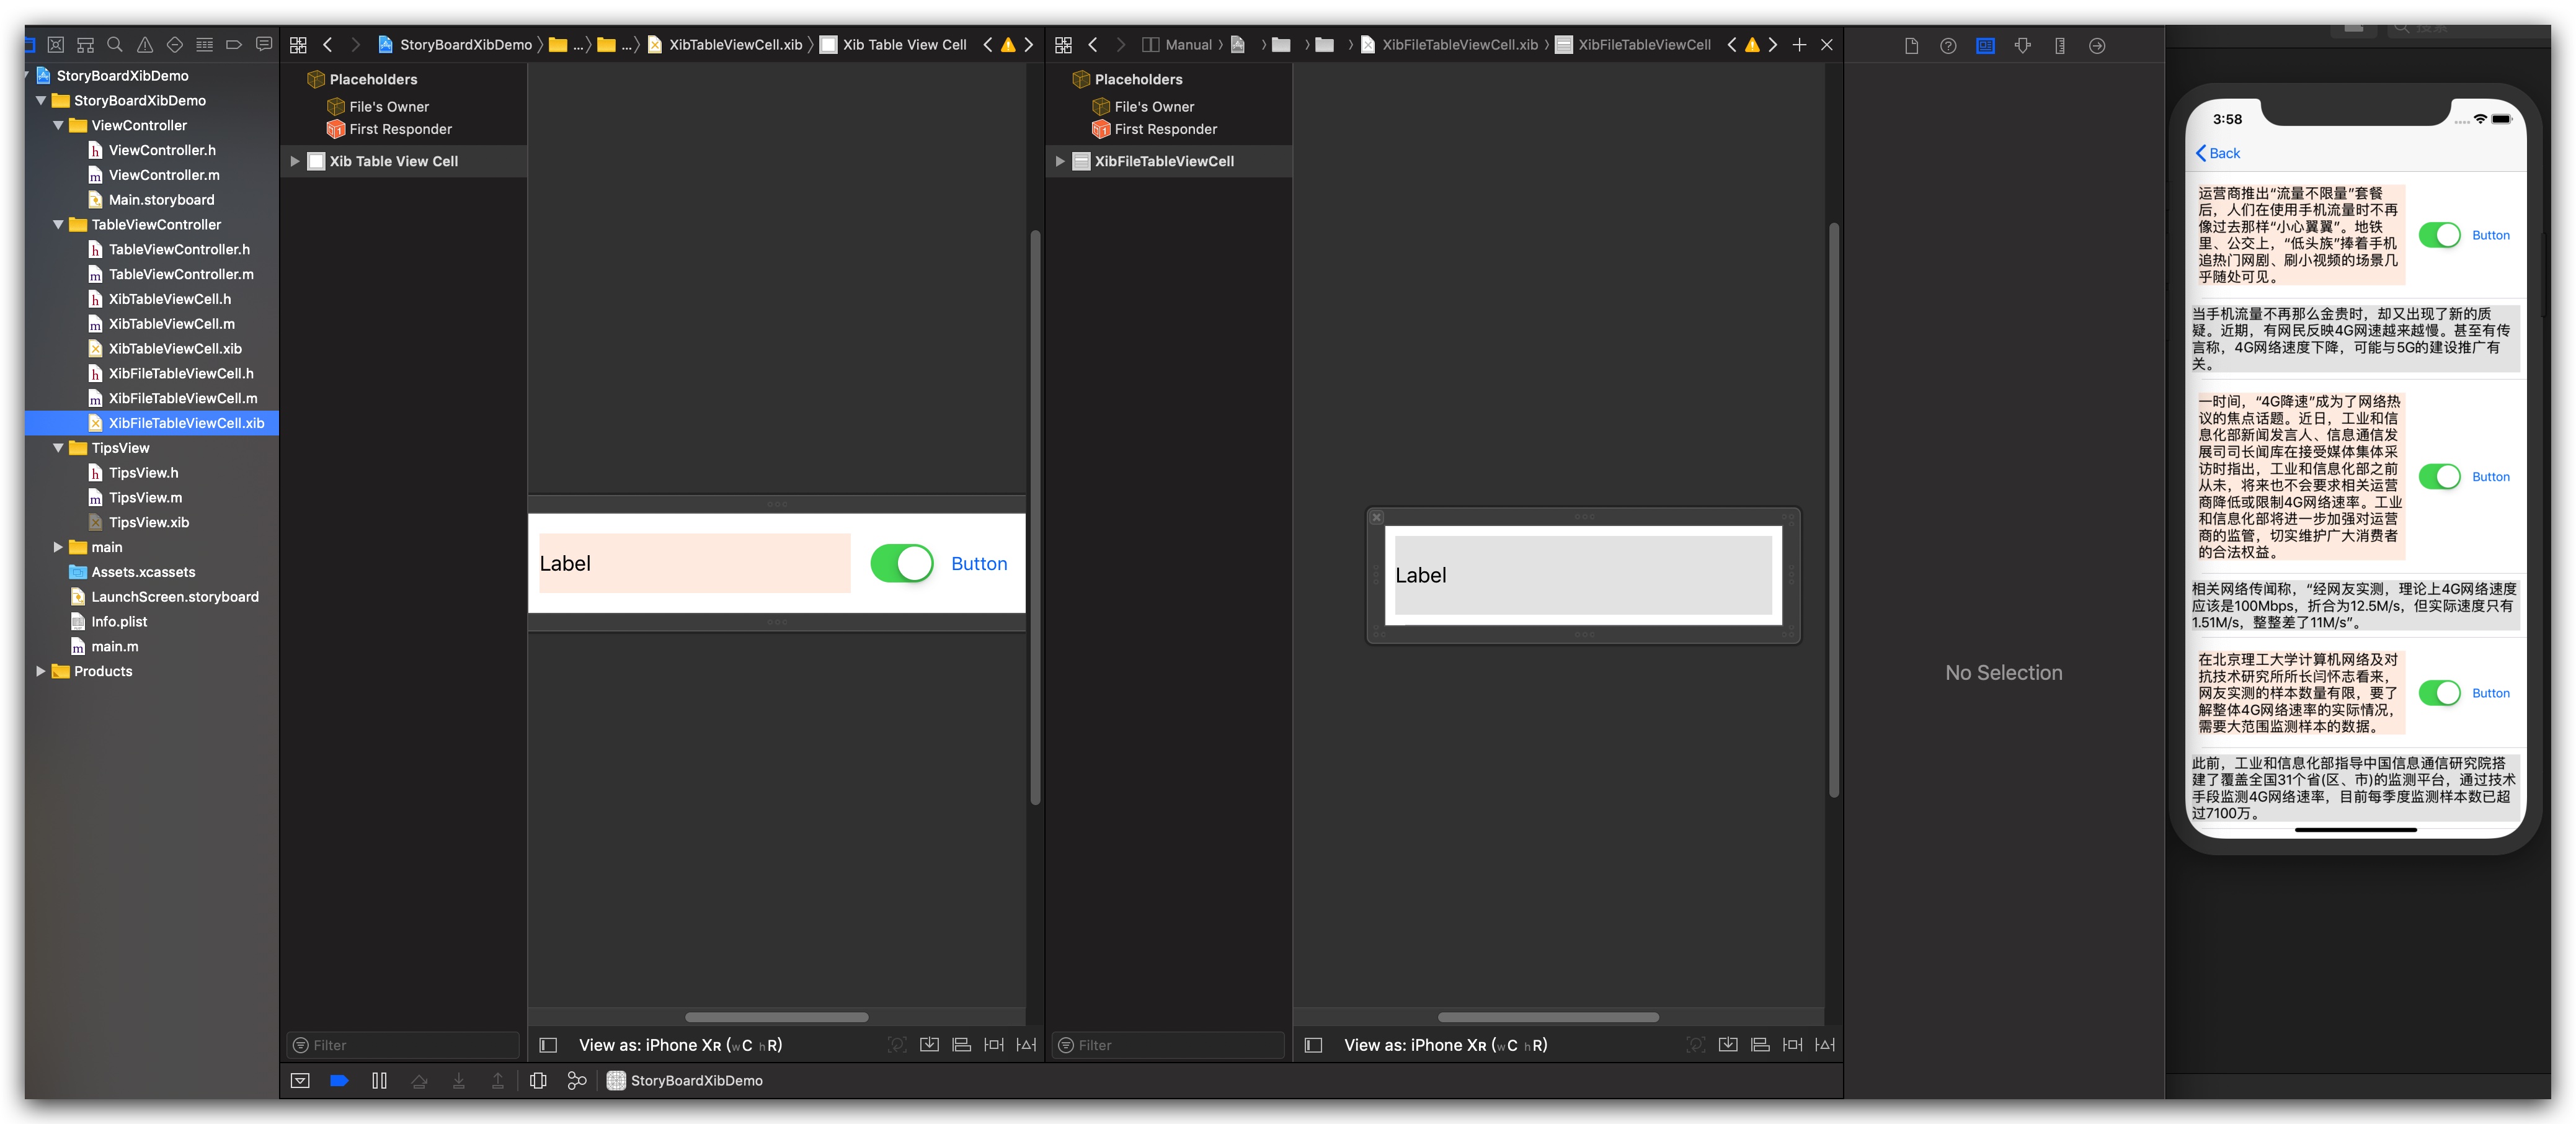 StoryBoardXibDemo
StoryBoardXibDemo
ViewController
ViewController.h
ViewController.m
Main.storyboard
TableViewController
TableViewController.h
TableViewController.m
XibTableViewCell.h
XibTableViewCell.m
XibTableViewCell.xib
XibFileTableViewCell.h
XibFileTableViewCell.m
XibFileTableViewCell.xib
TipsView
TipsView.h
TipsView.m
TipsView.xib
main
Assets.xcassets
LaunchScreen.storyboard
Info.plist
main.m
Products
StoryBoardXibDemo 〉 ... 〉 ... 〉 XibTableViewCell.xib 〉 Xib Table View Cell
Placeholders
File's Owner
First Responder
Xib Table View Cell
Label
Button
Filter
View as: iPhone XR (wC hR)
Manual 〉 〉 〉 〉 XibFileTableViewCell.xib 〉 XibFileTableViewCell
Placeholders
File's Owner
First Responder
XibFileTableViewCell
Label
Filter
View as: iPhone XR (wC hR)
StoryBoardXibDemo
No Selection
搜索
3:58
Back
运营商推出“流量不限量”套餐
后，人们在使用手机流量时不再
像过去那样“小心翼翼”。地铁
里、公交上，“低头族”捧着手机
追热门网剧、刷小视频的场景几
乎随处可见。
Button
当手机流量不再那么金贵时，却又出现了新的质
疑。近期，有网民反映4G网速越来越慢。甚至有传
言称，4G网络速度下降，可能与5G的建设推广有
关。
一时间，“4G降速”成为了网络热
议的焦点话题。近日，工业和信
息化部新闻发言人、信息通信发
展司司长闻库在接受媒体集体采
访时指出，工业和信息化部之前
从未，将来也不会要求相关运营
商降低或限制4G网络速率。工业
和信息化部将进一步加强对运营
商的监管，切实维护广大消费者
的合法权益。
Button
相关网络传闻称，“经网友实测，理论上4G网络速度
应该是100Mbps，折合为12.5M/s，但实际速度只有
1.51M/s，整整差了11M/s”。
在北京理工大学计算机网络及对
抗技术研究所所长闫怀志看来，
网友实测的样本数量有限，要了
解整体4G网络速率的实际情况，
需要大范围监测样本的数据。
Button
此前，工业和信息化部指导中国信息通信研究院搭
建了覆盖全国31个省(区、市)的监测平台，通过技术
手段监测4G网络速率，目前每季度监测样本数已超
过7100万。